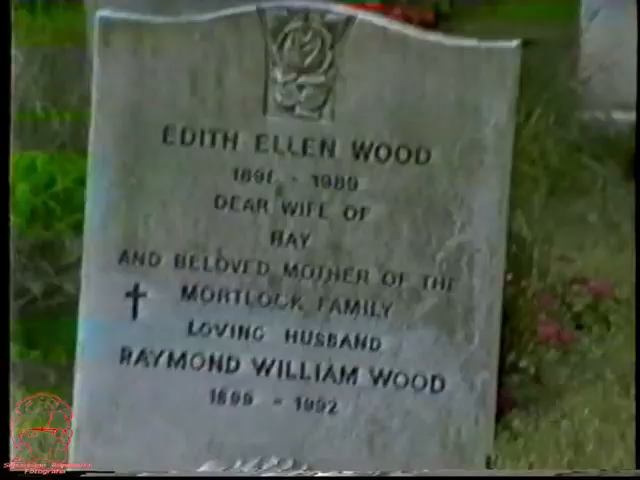 EDITH ELLEN WOOD
- 1989
DEAR WIFE OF
RAY
AND BELOVED MOTHER OF THE
MORTLOCK FAMILY
LOVING HUSBAND
RAYMOND WILLIAM WOOD
1899 - 1992